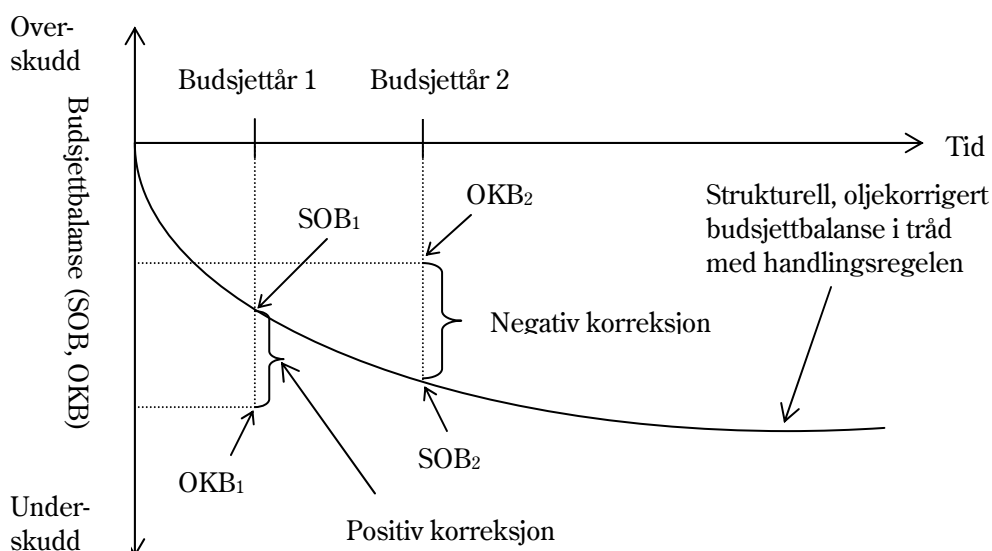 Over-
skudd
Budsjettår 1
Budsjettår 2
Budsjettbalanse (SOB, OKB)
Tid
SOB1
OKB2
Strukturell, oljekorrigert
budsjettbalanse i tråd
med handlingsregelen
Negativ korreksjon
OKB1
SOB2
Under-
skudd
Positiv korreksjon